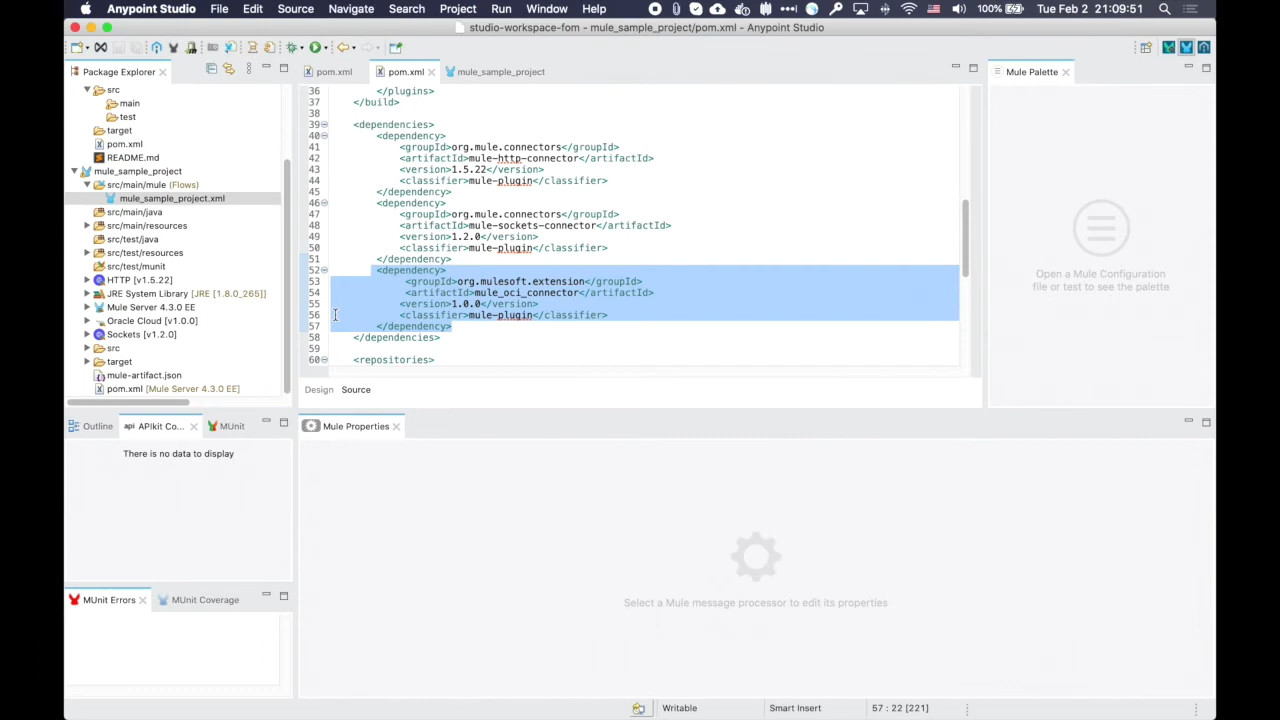 Anypoint Studio File Edit Source Navigate Search Project Run Window Help 100% Tue Feb 2 21:09:51
studio-workspace-fom - mule_sample_project/pom.xml - Anypoint Studio
Package Explorer
src
main
test
target
pom.xml
README.md
mule_sample_project
src/main/mule (Flows)
mule_sample_project.xml
src/main/java
src/main/resources
src/test/java
src/test/resources
src/test/munit
HTTP [v1.5.22]
JRE System Library [JRE [1.8.0_265]]
Mule Server 4.3.0 EE
Oracle Cloud [v1.0.0]
Sockets [v1.2.0]
src
target
mule-artifact.json
pom.xml [Mule Server 4.3.0 EE]
pom.xml pom.xml mule_sample_project
36 </plugins>
37 </build>
38
39 <dependencies>
40 <dependency>
41 <groupId>org.mule.connectors</groupId>
42 <artifactId>mule-http-connector</artifactId>
43 <version>1.5.22</version>
44 <classifier>mule-plugin</classifier>
45 </dependency>
46 <dependency>
47 <groupId>org.mule.connectors</groupId>
48 <artifactId>mule-sockets-connector</artifactId>
49 <version>1.2.0</version>
50 <classifier>mule-plugin</classifier>
51 </dependency>
52 <dependency>
53 <groupId>org.mulesoft.extension</groupId>
54 <artifactId>mule_oci_connector</artifactId>
55 <version>1.0.0</version>
56 <classifier>mule-plugin</classifier>
57 </dependency>
58 </dependencies>
59
60 <repositories>
Design Source
Mule Palette
Open a Mule Configuration
file or test to see the palette
Outline api APIkit Co... MUnit
There is no data to display
MUnit Errors MUnit Coverage
Mule Properties
Select a Mule message processor to edit its properties
Writable Smart Insert 57 : 22 [221]